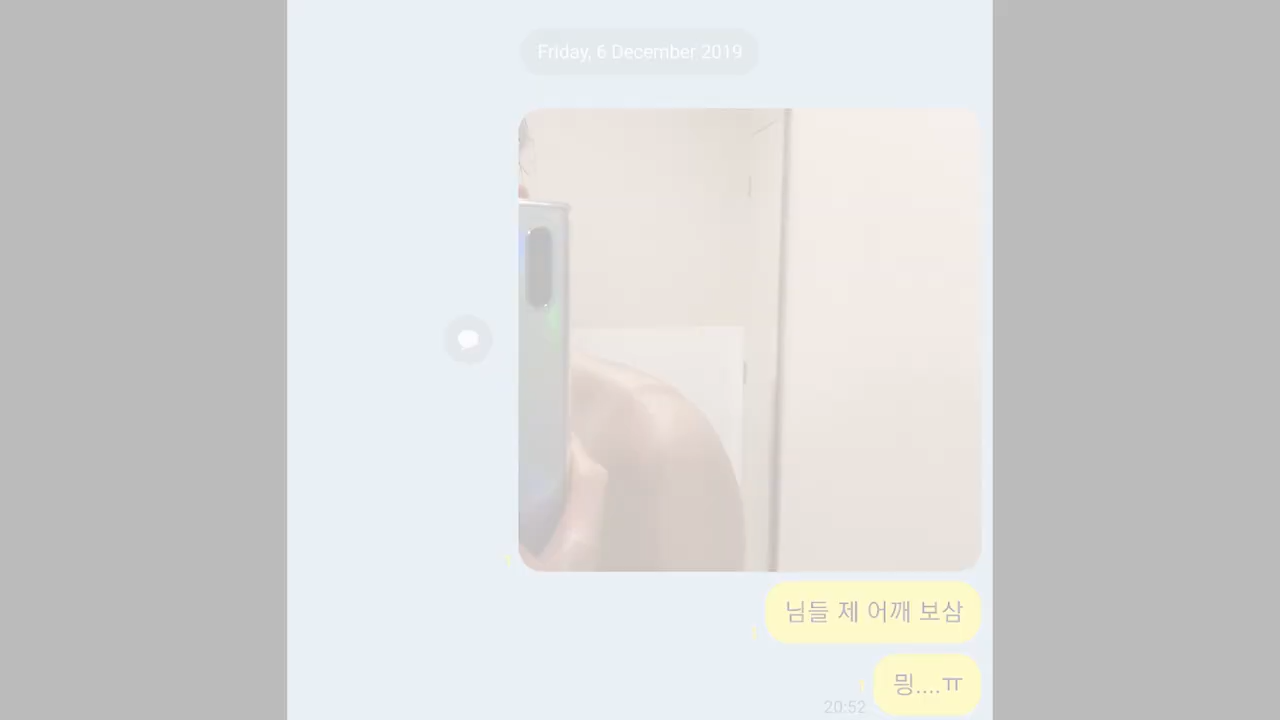 Friday, 6 December 2019
님들 제 어깨 보삼
밍....ㅠ
20:52